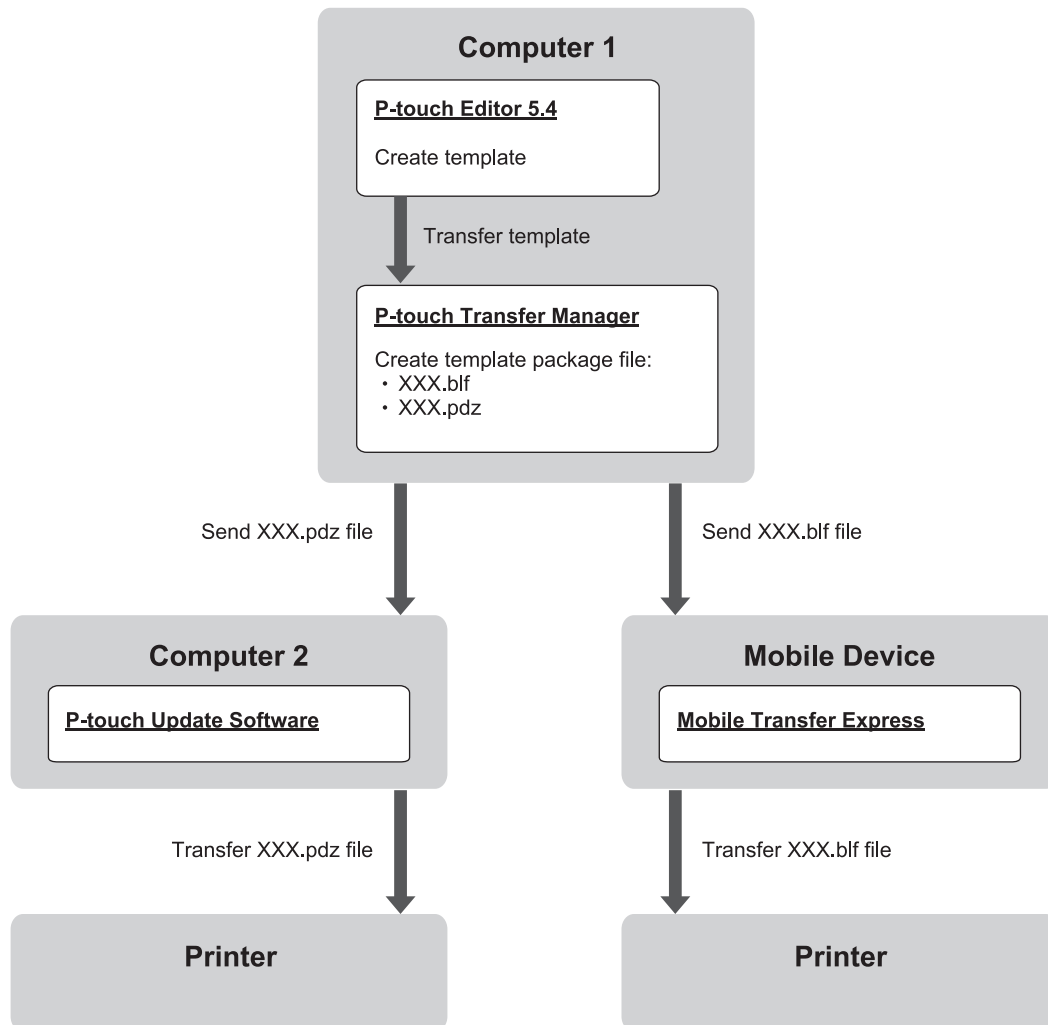 Computer 1
P-touch Editor 5.4
Create template
Transfer template
P-touch Transfer Manager
Create template package file:
• XXX.blf
• XXX.pdz
Send XXX.pdz file
Send XXX.blf file
Computer 2
P-touch Update Software
Mobile Device
Mobile Transfer Express
Transfer XXX.pdz file
Transfer XXX.blf file
Printer
Printer